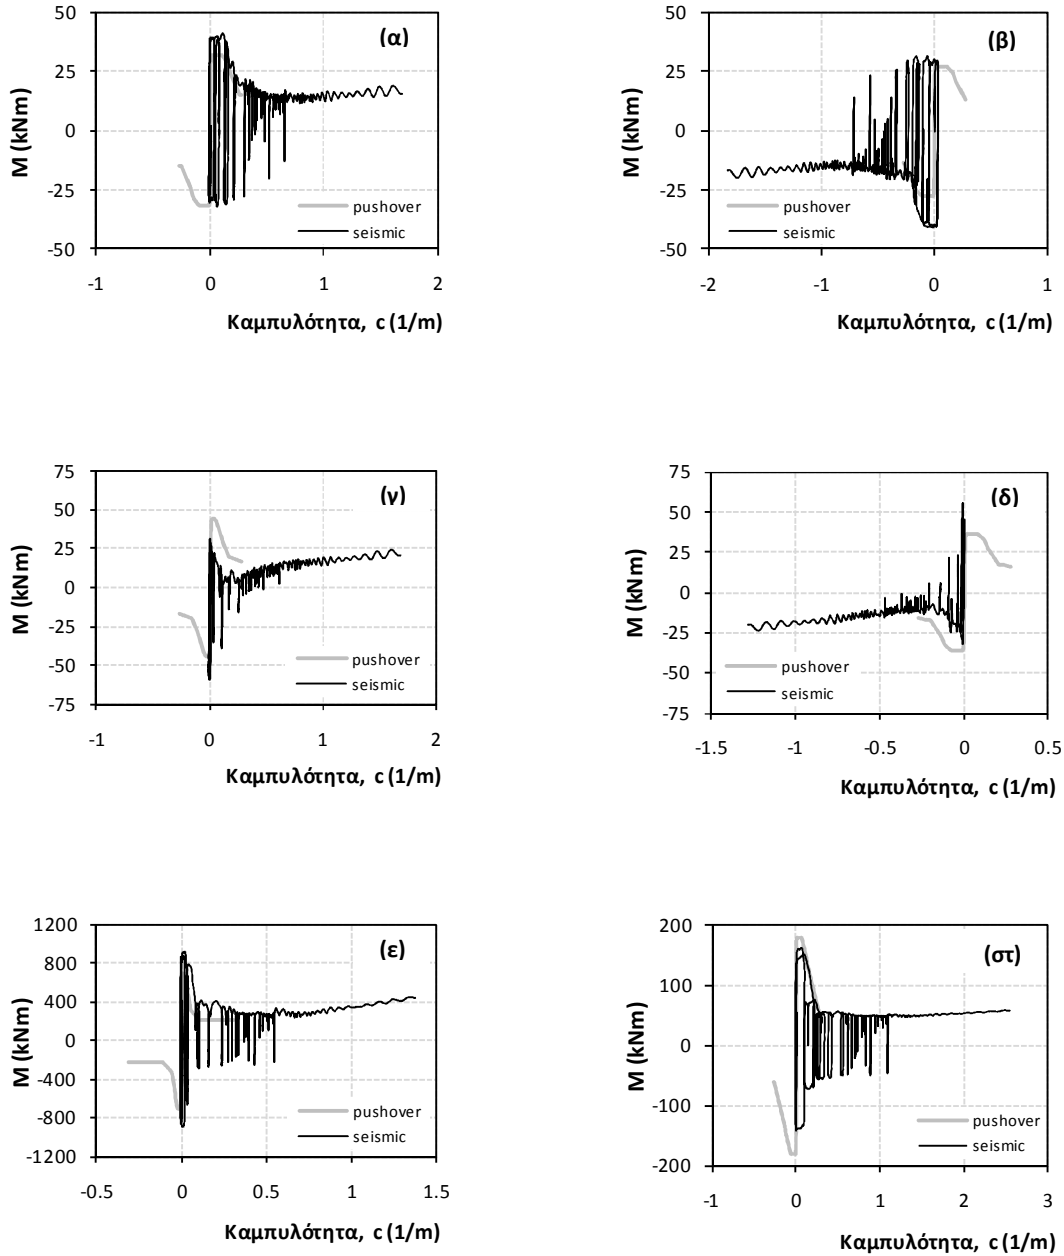 50
25
0
-25
-50
M (kNm)
(α)
pushover
seismic
-1 0 1 2
Καμπυλότητα, c (1/m)
50
25
0
-25
-50
M (kNm)
(β)
pushover
seismic
-2 -1 0 1
Καμπυλότητα, c (1/m)
75
50
25
0
-25
-50
-75
M (kNm)
(γ)
pushover
seismic
-1 0 1 2
Καμπυλότητα, c (1/m)
75
50
25
0
-25
-50
-75
M (kNm)
(δ)
pushover
seismic
-1.5 -1 -0.5 0 0.5
Καμπυλότητα, c (1/m)
1200
800
400
0
-400
-800
-1200
M (kNm)
(ε)
pushover
seismic
-0.5 0 0.5 1 1.5
Καμπυλότητα, c (1/m)
200
100
0
-100
-200
M (kNm)
(στ)
pushover
seismic
-1 0 1 2 3
Καμπυλότητα, c (1/m)